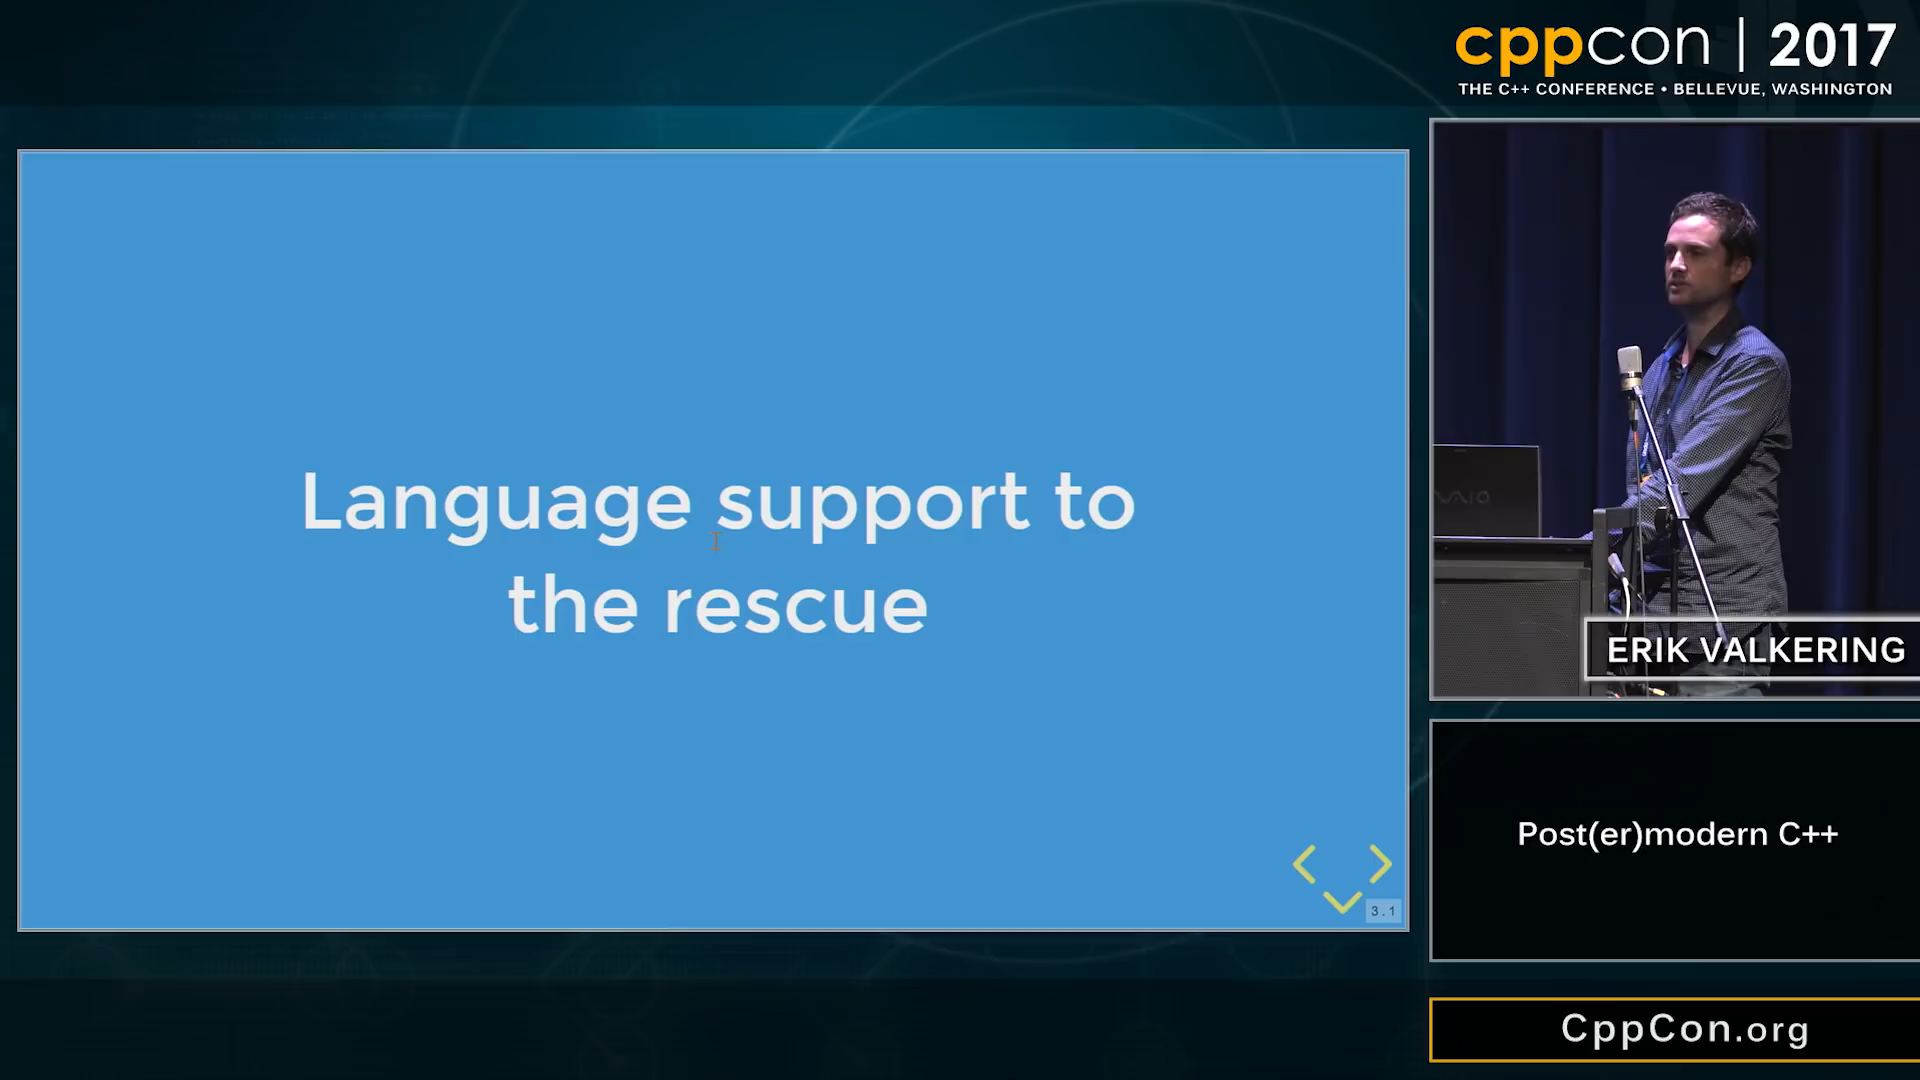 cppcon | 2017
THE C++ CONFERENCE • BELLEVUE, WASHINGTON
Language support to
the rescue
3.1
VAIO
ERIK VALKERING
Post(er)modern C++
CppCon.org